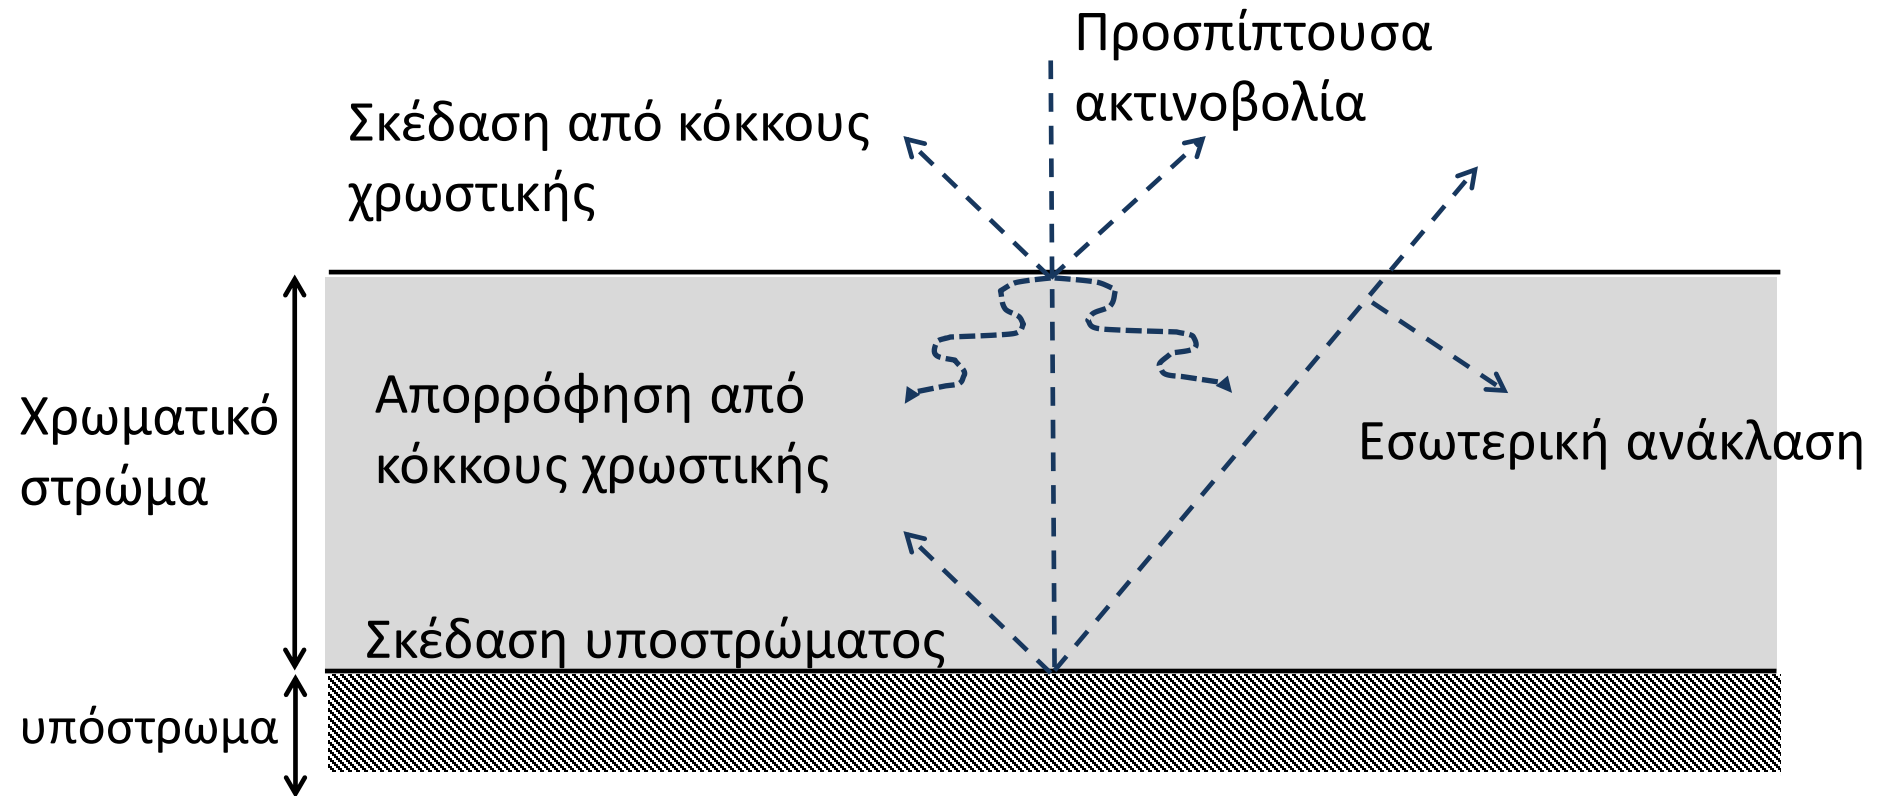 Προσπίπτουσα
ακτινοβολία
Σκέδαση από κόκκους
χρωστικής
Χρωματικό
στρώμα
Απορρόφηση από
κόκκους χρωστικής
Εσωτερική ανάκλαση
Σκέδαση υποστρώματος
υπόστρωμα